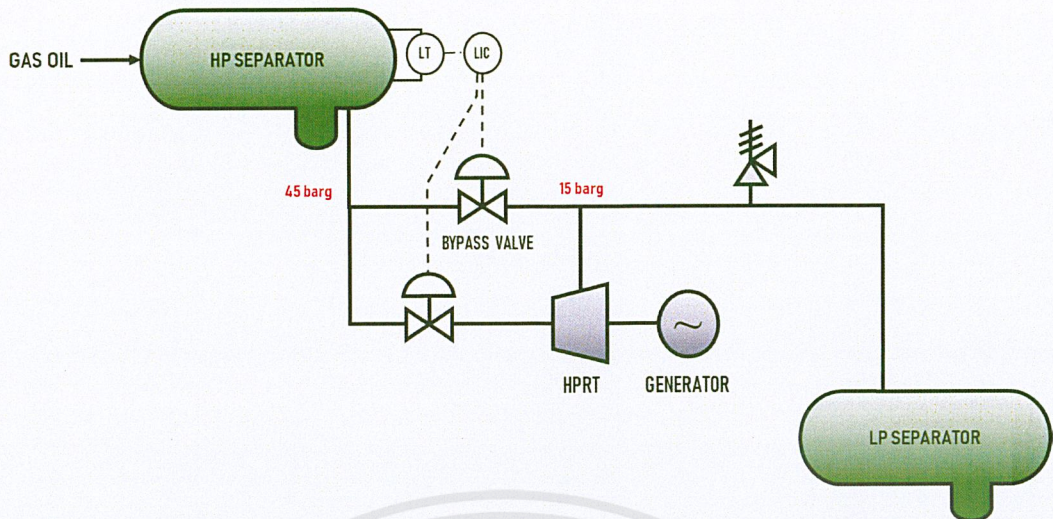 GAS OIL
HP SEPARATOR
LT
LIC
45 barg
15 barg
BYPASS VALVE
HPRT
GENERATOR
LP SEPARATOR